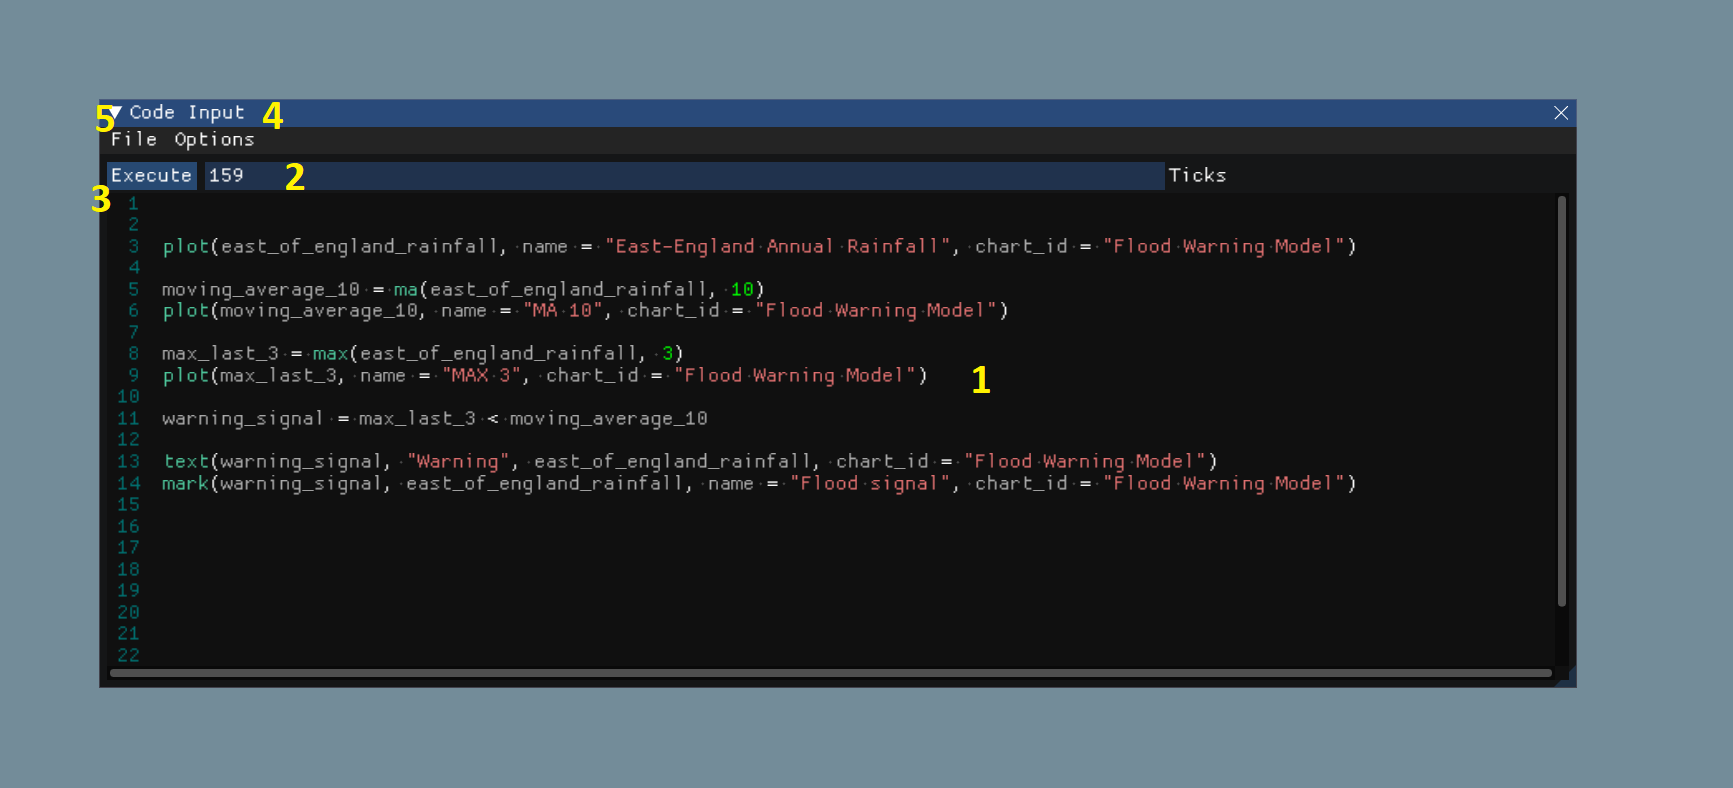 5 Code Input 4
File Options
Execute 159 2 Ticks
3
1
2
3 plot(east_of_england_rainfall, name = "East-England Annual Rainfall", chart_id = "Flood Warning Model")
4
5 moving_average_10 = ma(east_of_england_rainfall, 10)
6 plot(moving_average_10, name = "MA 10", chart_id = "Flood Warning Model")
7
8 max_last_3 = max(east_of_england_rainfall, 3)
9 plot(max_last_3, name = "MAX 3", chart_id = "Flood Warning Model") 1
10
11 warning_signal = max_last_3 < moving_average_10
12
13 text(warning_signal, "Warning", east_of_england_rainfall, chart_id = "Flood Warning Model")
14 mark(warning_signal, east_of_england_rainfall, name = "Flood signal", chart_id = "Flood Warning Model")
15
16
17
18
19
20
21
22